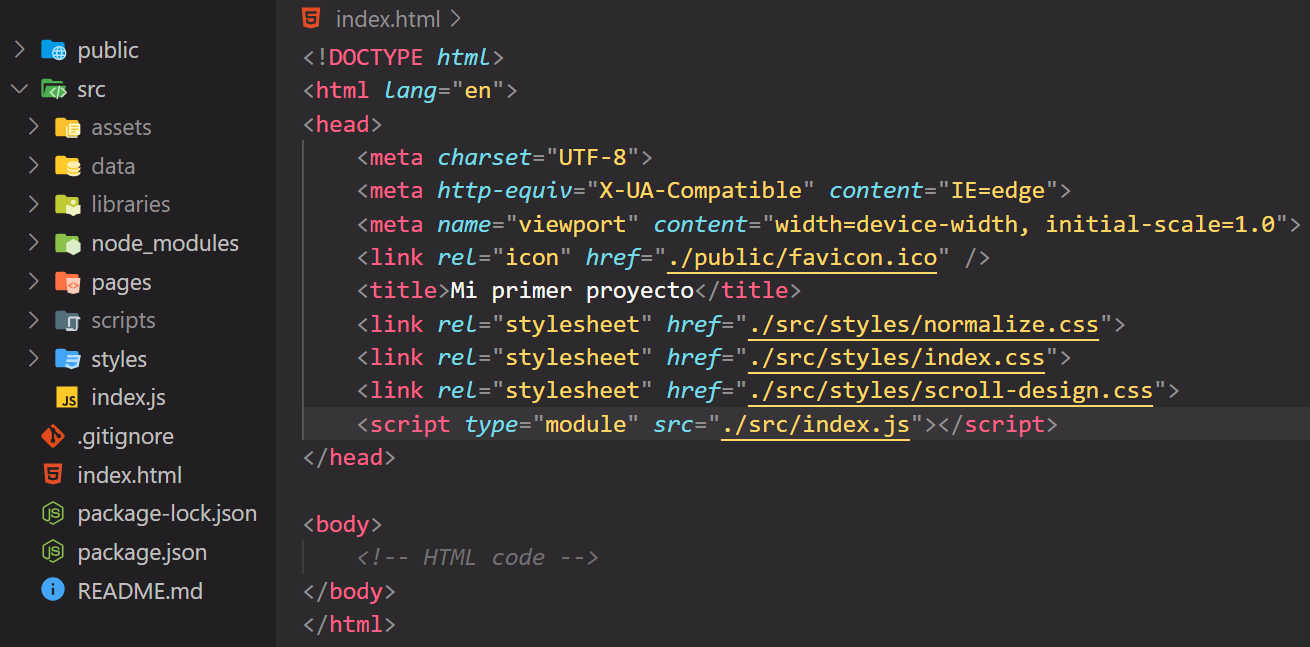 public
src
assets
data
libraries
node_modules
pages
scripts
styles
index.js
.gitignore
index.html
package-lock.json
package.json
README.md
index.html >
<!DOCTYPE html>
<html lang="en">
<head>
    <meta charset="UTF-8">
    <meta http-equiv="X-UA-Compatible" content="IE=edge">
    <meta name="viewport" content="width=device-width, initial-scale=1.0">
    <link rel="icon" href="./public/favicon.ico" />
    <title>Mi primer proyecto</title>
    <link rel="stylesheet" href="./src/styles/normalize.css">
    <link rel="stylesheet" href="./src/styles/index.css">
    <link rel="stylesheet" href="./src/styles/scroll-design.css">
    <script type="module" src="./src/index.js"></script>
</head>
<body>
    <!-- HTML code -->
</body>
</html>